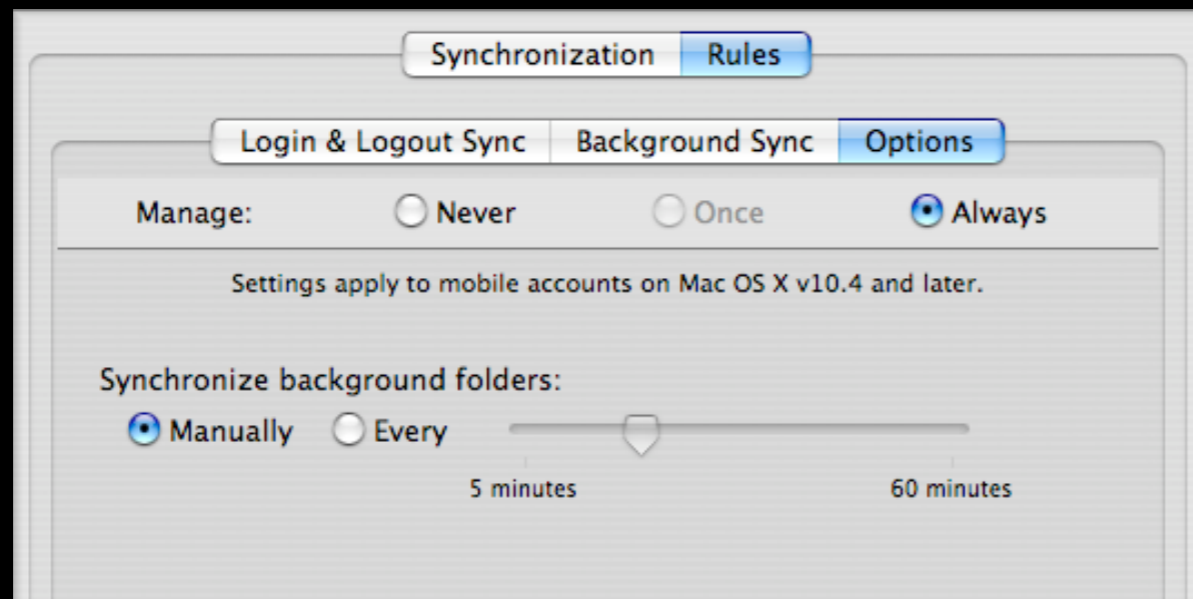 Synchronization Rules
Login & Logout Sync Background Sync Options
Manage: Never Once Always
Settings apply to mobile accounts on Mac OS X v10.4 and later.
Synchronize background folders:
Manually Every
5 minutes 60 minutes